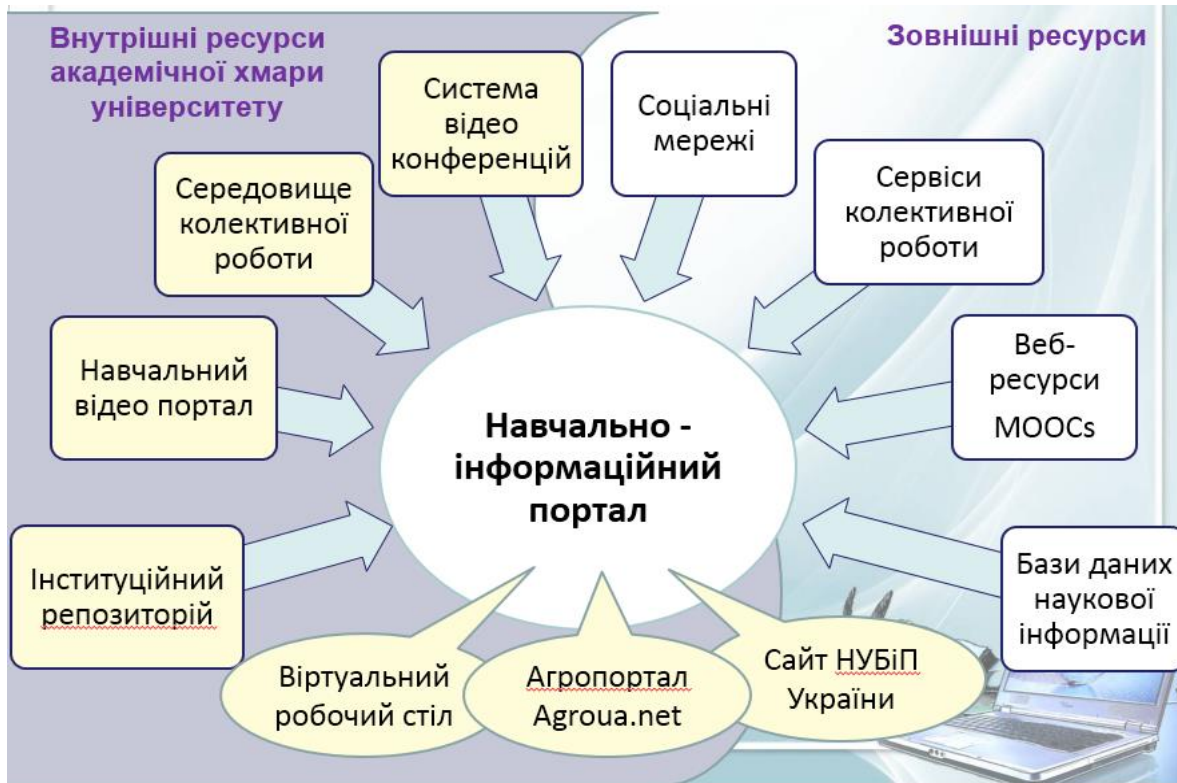 Внутрішні ресурси
академічної хмари
університету
Зовнішні ресурси
Система
відео
конференцій
Соціальні
мережі
Середовище
колективної
роботи
Сервіси
колективної
роботи
Навчальний
відео портал
Веб-
ресурси
MOOCs
Навчально -
інформаційний
портал
Інституційний
репозиторій
Бази даних
наукової
інформації
Віртуальний
робочий стіл
Агропортал
Agroua.net
Сайт НУБіП
України